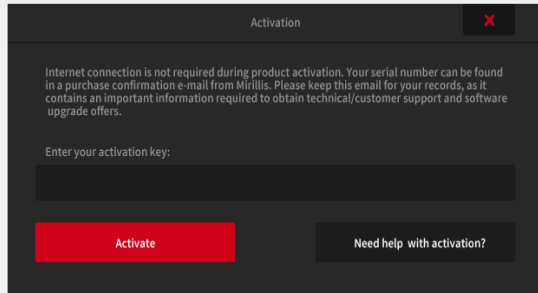 Activation
Internet connection is not required during product activation. Your serial number can be found
in a purchase confirmation e-mail from Mirillis. Please keep this email for your records, as it
contains an important information required to obtain technical/customer support and software
upgrade offers.
Enter your activation key:
Activate
Need help with activation?